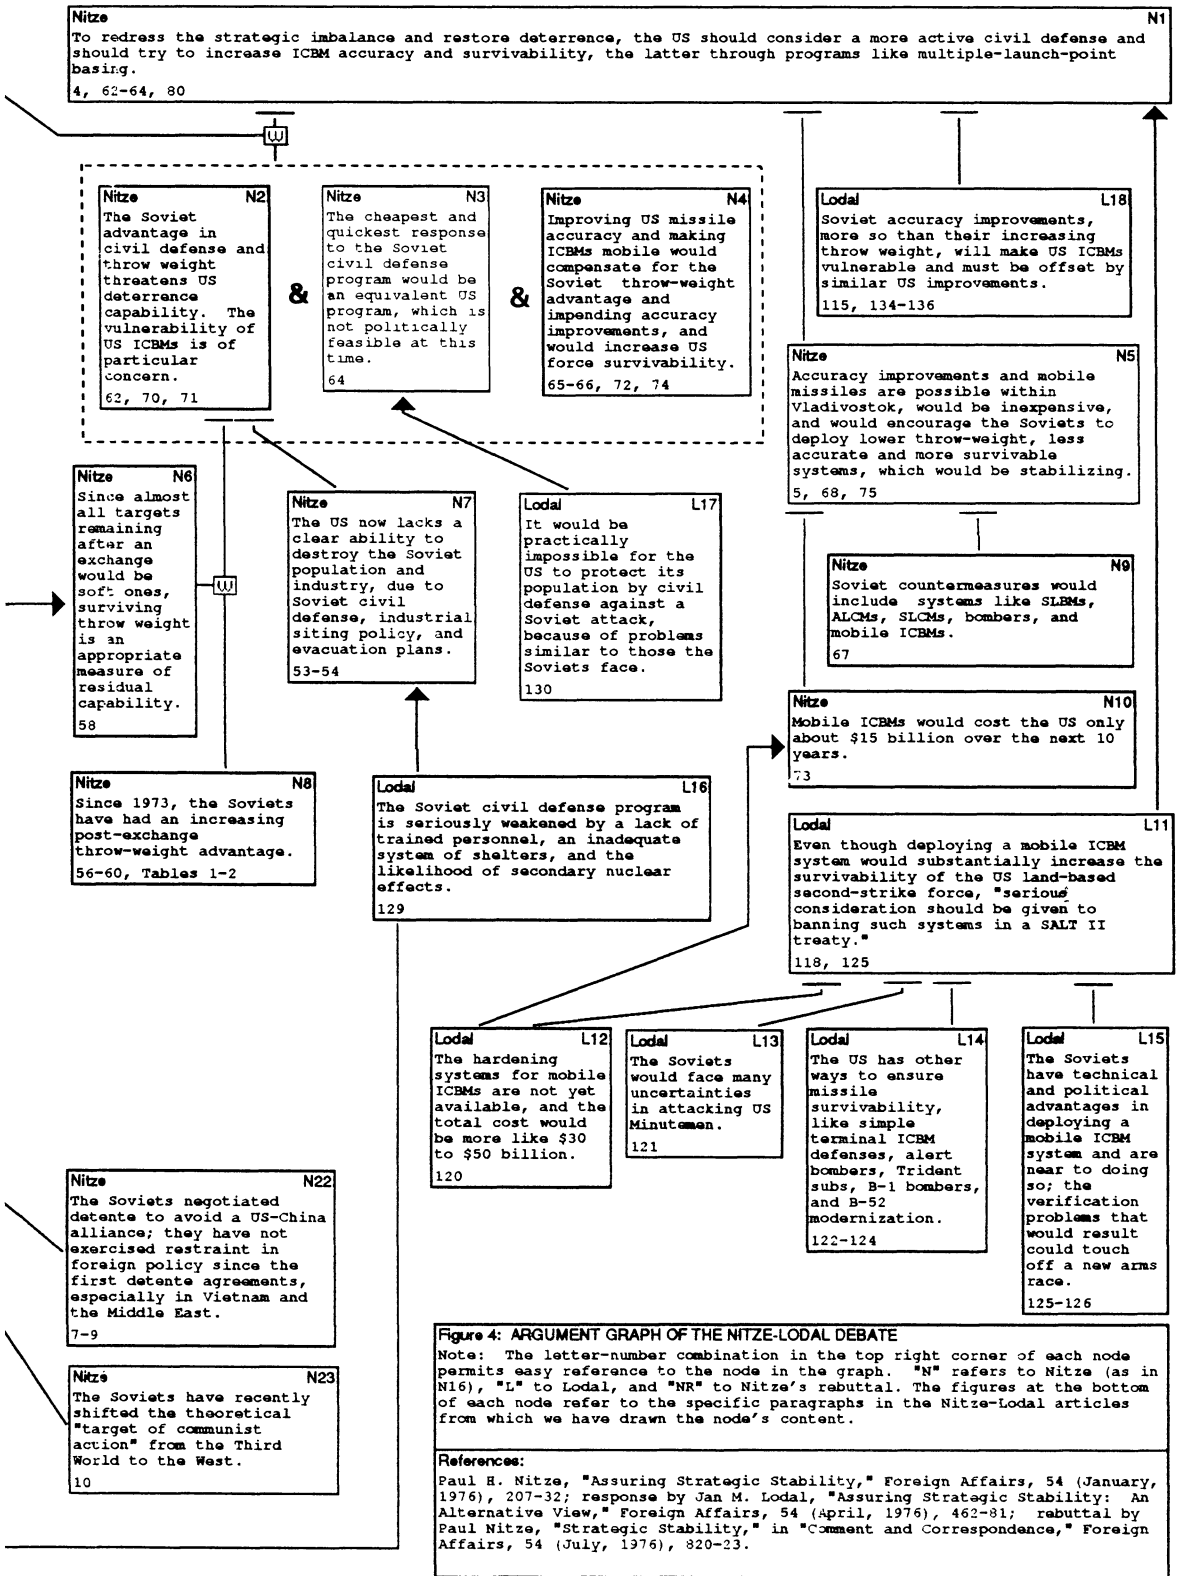 Nitze N1
To redress the strategic imbalance and restore deterrence, the US should consider a more active civil defense and
should try to increase ICBM accuracy and survivability, the latter through programs like multiple-launch-point
basing.
4, 62-64, 80
W
Nitze N2
The Soviet
advantage in
civil defense and
throw weight
threatens US
deterrence
capability. The
vulnerability of
US ICBMs is of
particular
concern.
62, 70, 71
&
Nitze N3
The cheapest and
quickest response
to the Soviet
civil defense
program would be
an equivalent US
program, which is
not politically
feasible at this
time.
64
&
Nitze N4
Improving US missile
accuracy and making
ICBMs mobile would
compensate for the
Soviet throw-weight
advantage and
impending accuracy
improvements, and
would increase US
force survivability.
65-66, 72, 74
Lodal L18
Soviet accuracy improvements,
more so than their increasing
throw weight, will make US ICBMs
vulnerable and must be offset by
similar US improvements.
115, 134-136
Nitze N5
Accuracy improvements and mobile
missiles are possible within
Vladivostok, would be inexpensive,
and would encourage the Soviets to
deploy lower throw-weight, less
accurate and more survivable
systems, which would be stabilizing.
5, 68, 75
Nitze N6
Since almost
all targets
remaining
after an
exchange
would be
soft ones,
surviving
throw weight
is an
appropriate
measure of
residual
capability.
58
W
Nitze N7
The US now lacks a
clear ability to
destroy the Soviet
population and
industry, due to
Soviet civil
defense, industrial
siting policy, and
evacuation plans.
53-54
Lodal L17
It would be
practically
impossible for the
US to protect its
population by civil
defense against a
Soviet attack,
because of problems
similar to those the
Soviets face.
130
Nitze N9
Soviet countermeasures would
include systems like SLBMs,
ALCMs, SLCMs, bombers, and
mobile ICBMs.
67
Nitze N10
Mobile ICBMs would cost the US only
about $15 billion over the next 10
years.
73
Nitze N8
Since 1973, the Soviets
have had an increasing
post-exchange
throw-weight advantage.
56-60, Tables 1-2
Lodal L16
The Soviet civil defense program
is seriously weakened by a lack of
trained personnel, an inadequate
system of shelters, and the
likelihood of secondary nuclear
effects.
129
Lodal L11
Even though deploying a mobile ICBM
system would substantially increase the
survivability of the US land-based
second-strike force, "serious
consideration should be given to
banning such systems in a SALT II
treaty."
118, 125
Lodal L12
The hardening
systems for mobile
ICBMs are not yet
available, and the
total cost would
be more like $30
to $50 billion.
120
Lodal L13
The Soviets
would face many
uncertainties
in attacking US
Minutemen.
121
Lodal L14
The US has other
ways to ensure
missile
survivability,
like simple
terminal ICBM
defenses, alert
bombers, Trident
subs, B-1 bombers,
and B-52
modernization.
122-124
Lodal L15
The Soviets
have technical
and political
advantages in
deploying a
mobile ICBM
system and are
near to doing
so; the
verification
problems that
would result
could touch
off a new arms
race.
125-126
Nitze N22
The Soviets negotiated
detente to avoid a US-China
alliance; they have not
exercised restraint in
foreign policy since the
first detente agreements,
especially in Vietnam and
the Middle East.
7-9
Nitze N23
The Soviets have recently
shifted the theoretical
"target of communist
action" from the Third
World to the West.
10
Figure 4: ARGUMENT GRAPH OF THE NITZE-LODAL DEBATE
Note: The letter-number combination in the top right corner of each node
permits easy reference to the node in the graph. "N" refers to Nitze (as in
N16), "L" to Lodal, and "NR" to Nitze's rebuttal. The figures at the bottom
of each node refer to the specific paragraphs in the Nitze-Lodal articles
from which we have drawn the node's content.
References:
Paul H. Nitze, "Assuring Strategic Stability," Foreign Affairs, 54 (January,
1976), 207-32; response by Jan M. Lodal, "Assuring Strategic Stability: An
Alternative View," Foreign Affairs, 54 (April, 1976), 462-81; rebuttal by
Paul Nitze, "Strategic Stability," in "Comment and Correspondence," Foreign
Affairs, 54 (July, 1976), 820-23.